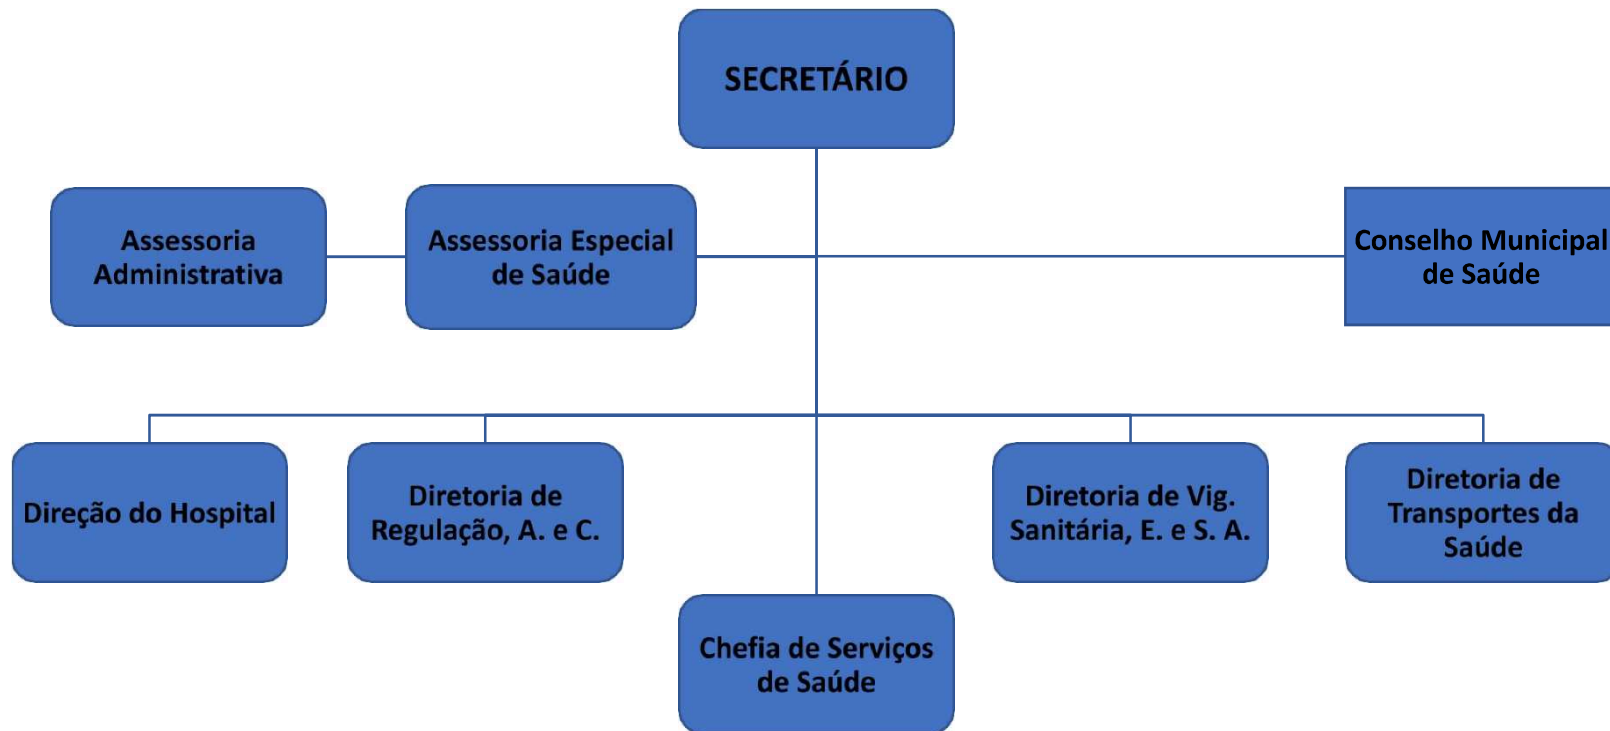 SECRETÁRIO
Assessoria
Administrativa
Assessoria Especial
de Saúde
Conselho Municipal
de Saúde
Direção do Hospital
Diretoria de
Regulação, A. e C.
Diretoria de Vig.
Sanitária, E. e S. A.
Diretoria de
Transportes da
Saúde
Chefia de Serviços
de Saúde